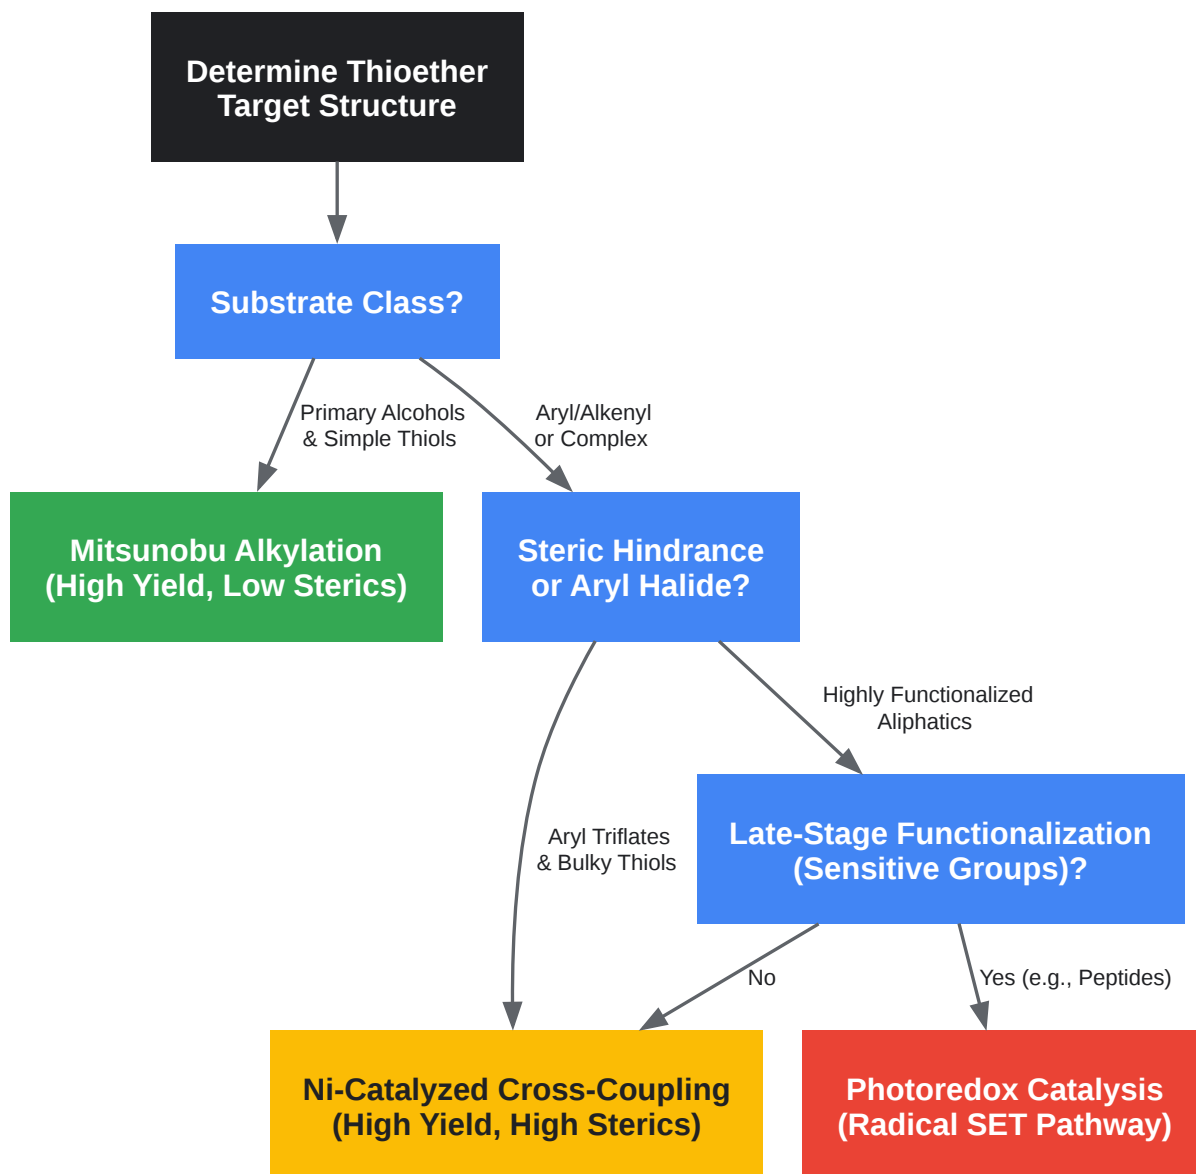 Determine Thioether
Target Structure
Substrate Class?
Primary Alcohols
& Simple Thiols
Aryl/Alkenyl
or Complex
Mitsunobu Alkylation
(High Yield, Low Sterics)
Steric Hindrance
or Aryl Halide?
Highly Functionalized
Aliphatics
Aryl Triflates
& Bulky Thiols
Late-Stage Functionalization
(Sensitive Groups)?
No
Yes (e.g., Peptides)
Ni-Catalyzed Cross-Coupling
(High Yield, High Sterics)
Photoredox Catalysis
(Radical SET Pathway)